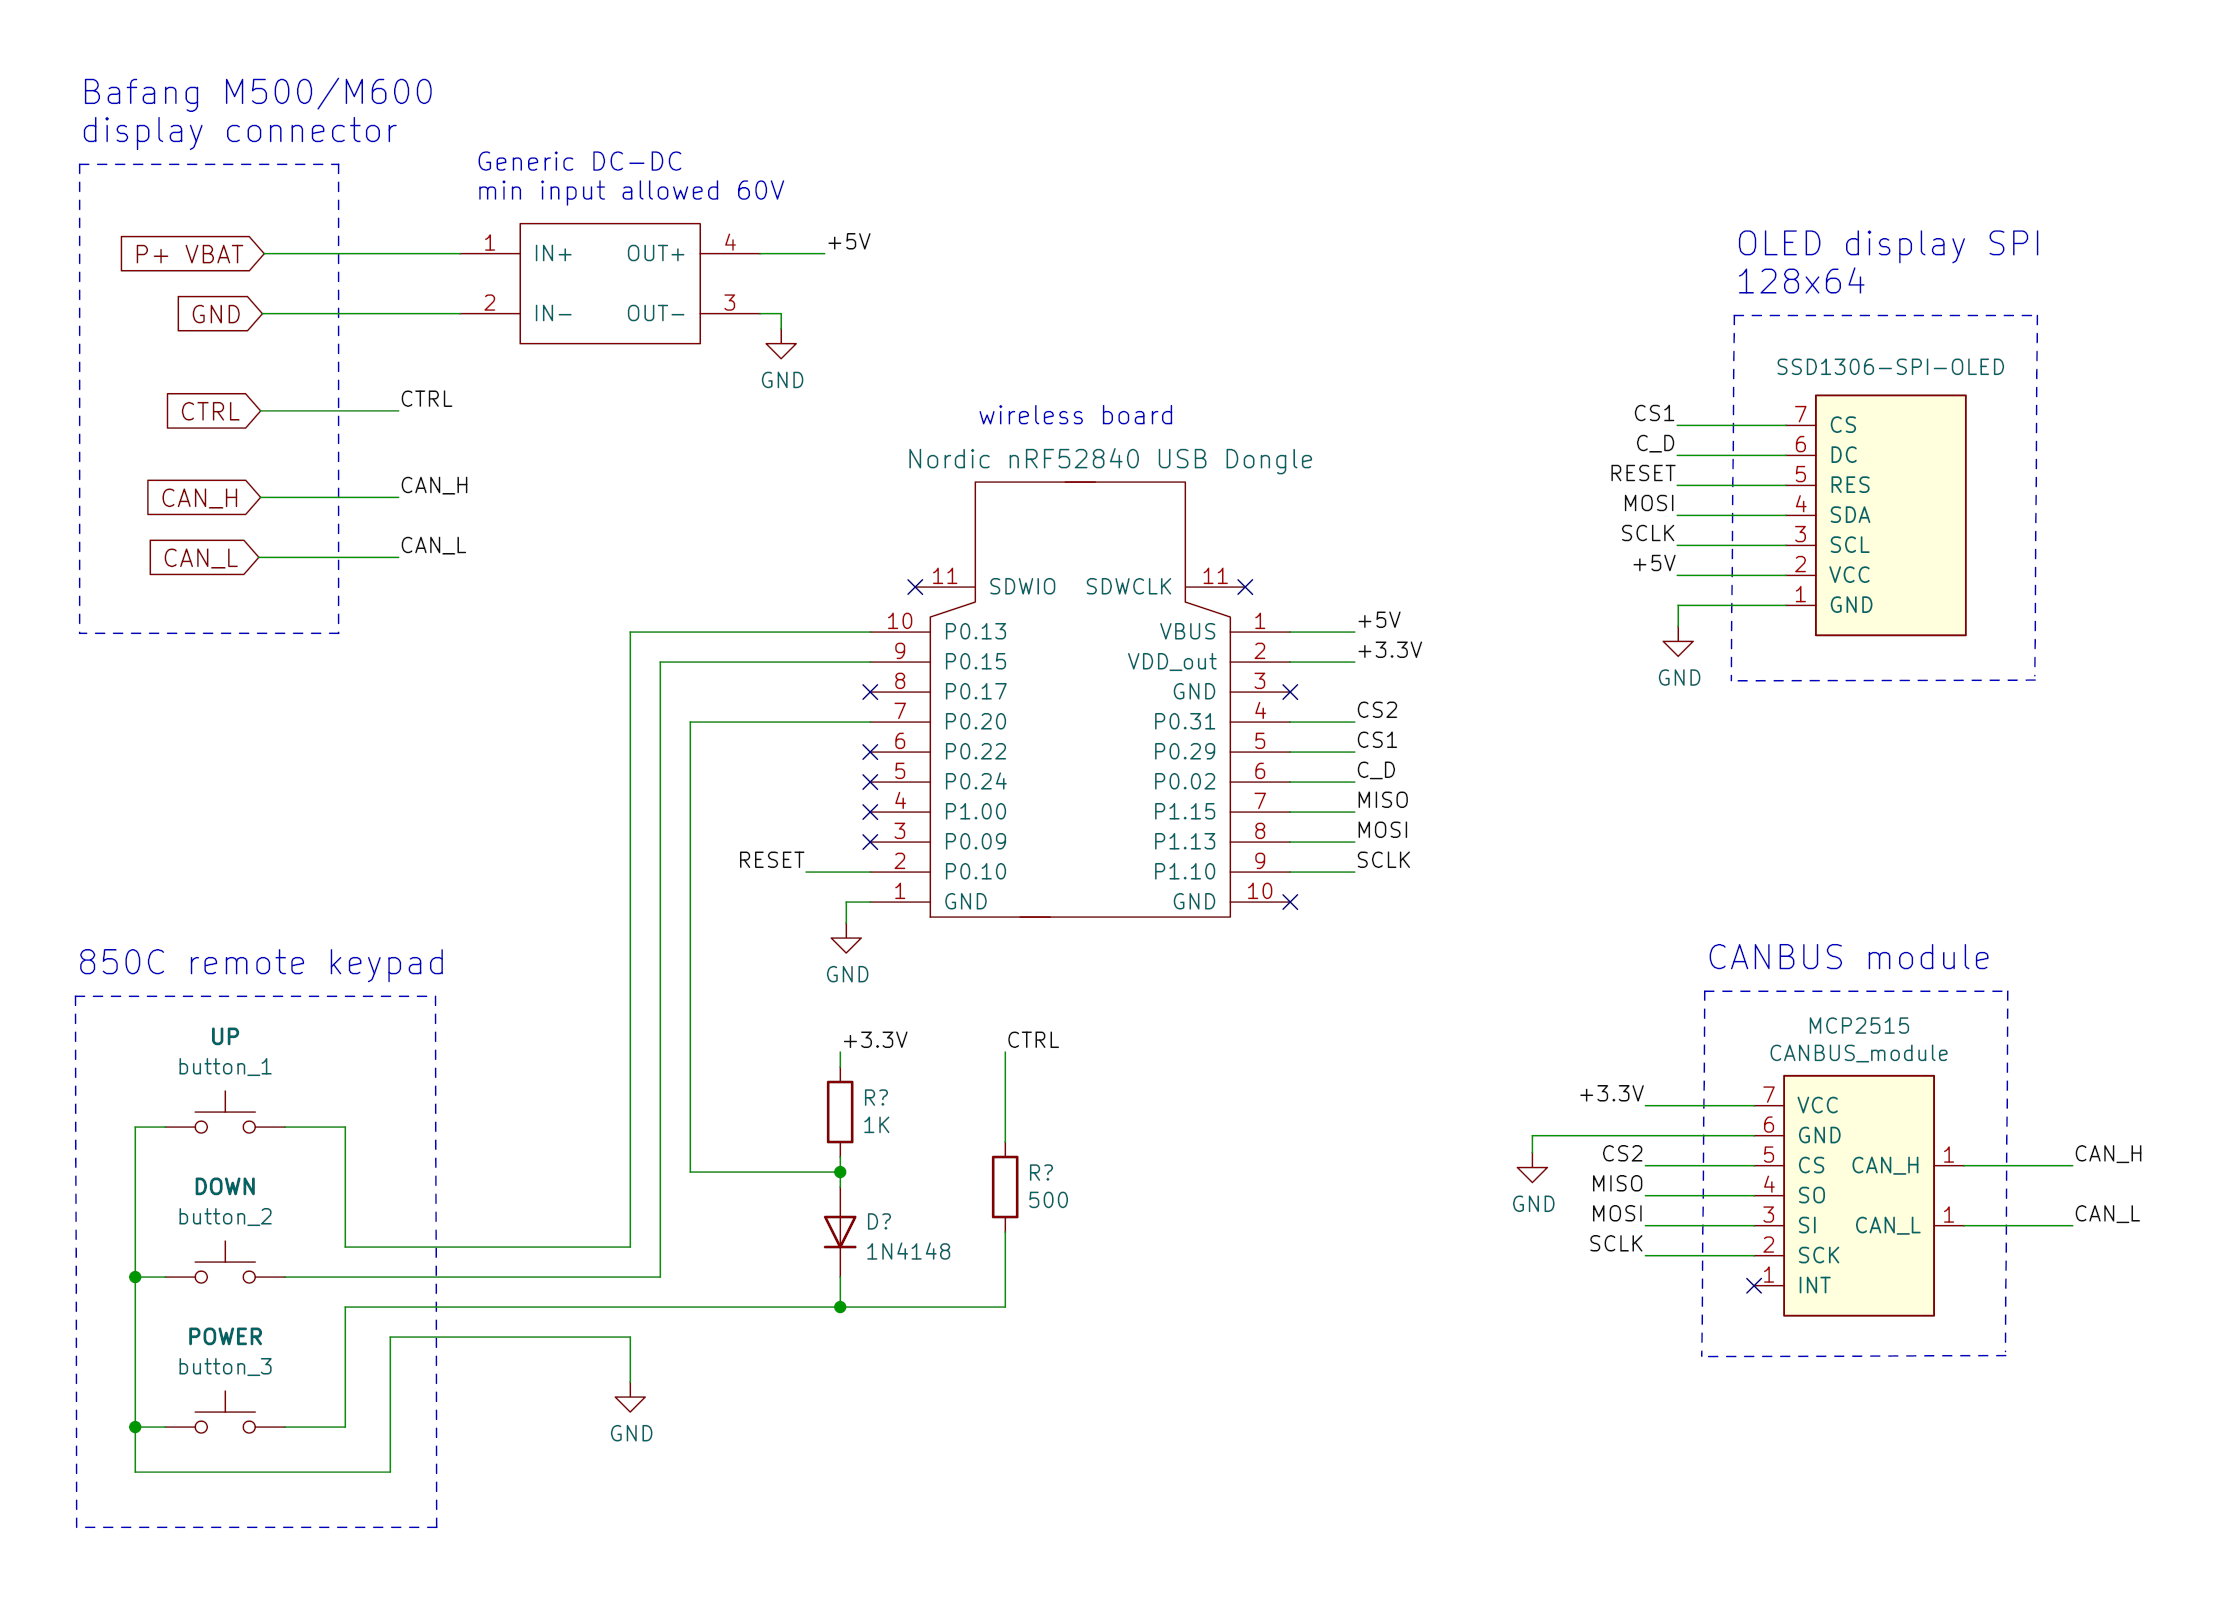 Bafang M500/M600
display connector
P+ VBAT
GND
CTRL
CTRL
CAN_H
CAN_H
CAN_L
CAN_L
Generic DC-DC
min input allowed 60V
1 IN+ OUT+ 4 +5V
2 IN- OUT- 3
GND
wireless board
Nordic nRF52840 USB Dongle
11 SDWIO SDWCLK 11
10 P0.13 VBUS 1 +5V
9 P0.15 VDD_out 2 +3.3V
8 P0.17 GND 3
7 P0.20 P0.31 4 CS2
6 P0.22 P0.29 5 CS1
5 P0.24 P0.02 6 C_D
4 P1.00 P1.15 7 MISO
3 P0.09 P1.13 8 MOSI
RESET 2 P0.10 P1.10 9 SCLK
1 GND GND 10
GND
OLED display SPI
128x64
SSD1306-SPI-OLED
CS1 7 CS
C_D 6 DC
RESET 5 RES
MOSI 4 SDA
SCLK 3 SCL
+5V 2 VCC
1 GND
GND
850C remote keypad
UP
button_1
DOWN
button_2
POWER
button_3
GND
+3.3V
R?
1K
D?
1N4148
CTRL
R?
500
CANBUS module
MCP2515
CANBUS_module
+3.3V 7 VCC
6 GND
GND
CS2 5 CS CAN_H 1 CAN_H
MISO 4 SO
MOSI 3 SI CAN_L 1 CAN_L
SCLK 2 SCK
1 INT